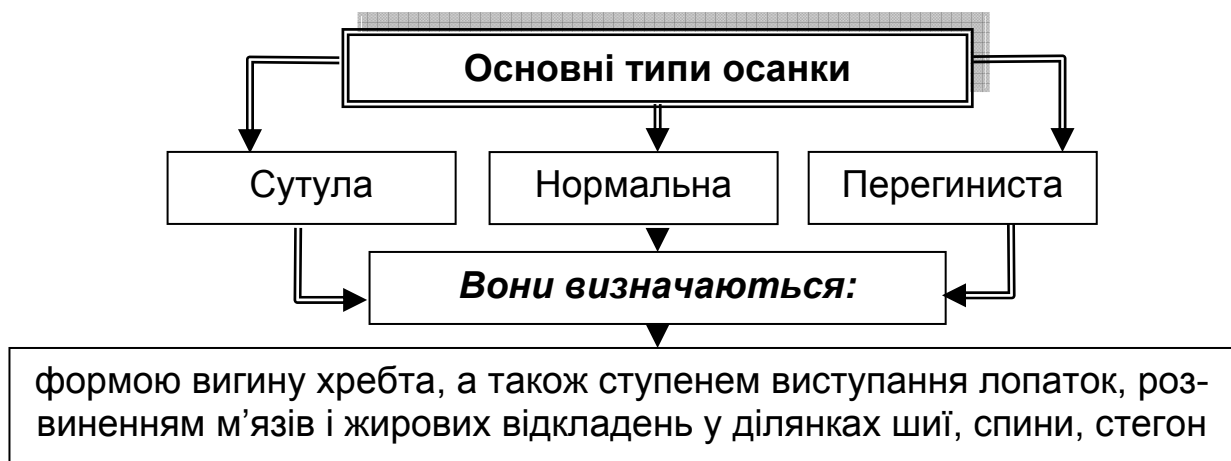 Основні типи осанки
Сутула
Нормальна
Перегиниста
Вони визначаються:
формою вигину хребта, а також ступенем виступання лопаток, роз-
виненням м’язів і жирових відкладень у ділянках шиї, спини, стегон